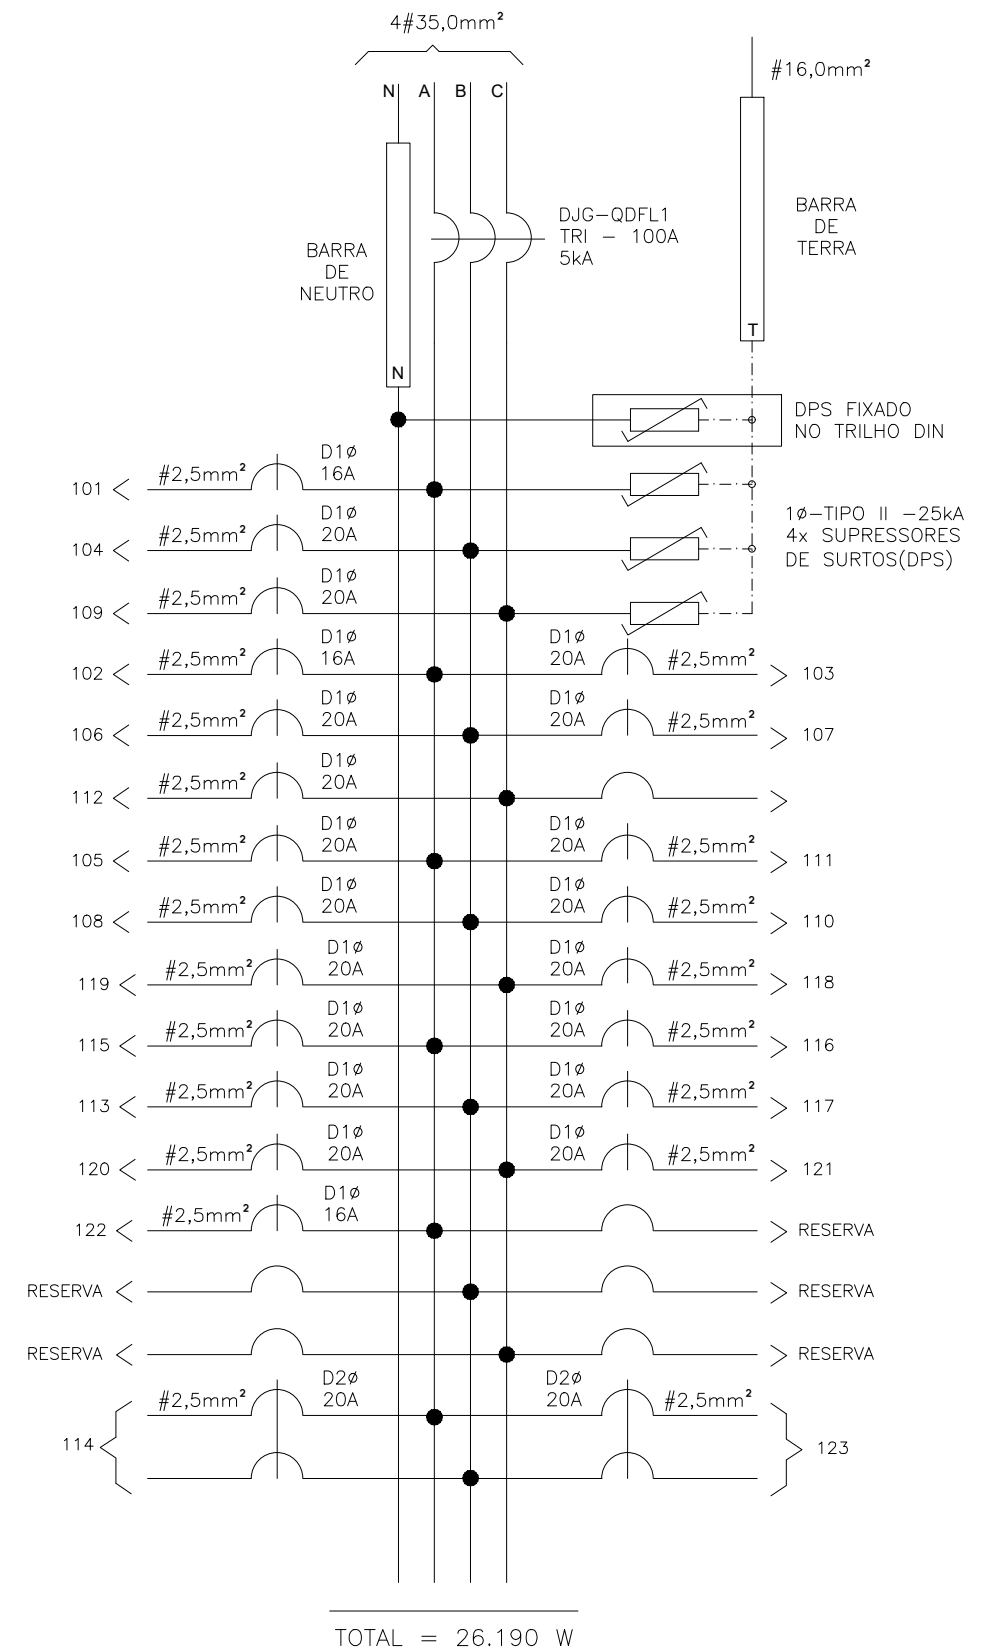 4#35,0mm²
#16,0mm²
N A B C
DJG-QDFL1
TRI - 100A
5kA
BARRA
DE
TERRA
BARRA
DE
NEUTRO
T
N
DPS FIXADO
NO TRILHO DIN
1ø-TIPO II -25kA
4x SUPRESSORES
DE SURTOS(DPS)
D1ø
101 #2,5mm² 16A
D1ø
104 #2,5mm² 20A
D1ø
109 #2,5mm² 20A
D1ø D1ø
102 #2,5mm² 16A 20A #2,5mm² 103
D1ø D1ø
106 #2,5mm² 20A 20A #2,5mm² 107
D1ø
112 #2,5mm² 20A
D1ø D1ø
105 #2,5mm² 20A 20A #2,5mm² 111
D1ø D1ø
108 #2,5mm² 20A 20A #2,5mm² 110
D1ø D1ø
119 #2,5mm² 20A 20A #2,5mm² 118
D1ø D1ø
115 #2,5mm² 20A 20A #2,5mm² 116
D1ø D1ø
113 #2,5mm² 20A 20A #2,5mm² 117
D1ø D1ø
120 #2,5mm² 20A 20A #2,5mm² 121
D1ø
122 #2,5mm² 16A RESERVA
RESERVA RESERVA
RESERVA RESERVA
D2ø D2ø
#2,5mm² 20A 20A #2,5mm²
114 123
TOTAL = 26.190 W